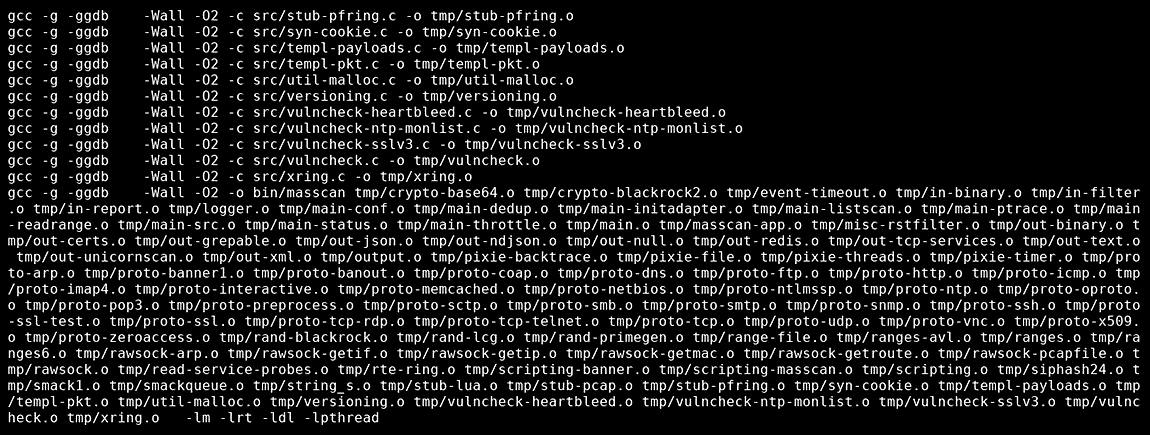 gcc -g -ggdb    -Wall -O2 -c src/stub-pfring.c -o tmp/stub-pfring.o
gcc -g -ggdb    -Wall -O2 -c src/syn-cookie.c -o tmp/syn-cookie.o
gcc -g -ggdb    -Wall -O2 -c src/templ-payloads.c -o tmp/templ-payloads.o
gcc -g -ggdb    -Wall -O2 -c src/templ-pkt.c -o tmp/templ-pkt.o
gcc -g -ggdb    -Wall -O2 -c src/util-malloc.c -o tmp/util-malloc.o
gcc -g -ggdb    -Wall -O2 -c src/versioning.c -o tmp/versioning.o
gcc -g -ggdb    -Wall -O2 -c src/vulncheck-heartbleed.c -o tmp/vulncheck-heartbleed.o
gcc -g -ggdb    -Wall -O2 -c src/vulncheck-ntp-monlist.c -o tmp/vulncheck-ntp-monlist.o
gcc -g -ggdb    -Wall -O2 -c src/vulncheck-sslv3.c -o tmp/vulncheck-sslv3.o
gcc -g -ggdb    -Wall -O2 -c src/vulncheck.c -o tmp/vulncheck.o
gcc -g -ggdb    -Wall -O2 -c src/xring.c -o tmp/xring.o
gcc -g -ggdb    -Wall -O2 -o bin/masscan tmp/crypto-base64.o tmp/crypto-blackrock2.o tmp/event-timeout.o tmp/in-binary.o tmp/in-filter
.o tmp/in-report.o tmp/logger.o tmp/main-conf.o tmp/main-dedup.o tmp/main-initadapter.o tmp/main-listscan.o tmp/main-ptrace.o tmp/main
-readrange.o tmp/main-src.o tmp/main-status.o tmp/main-throttle.o tmp/main.o tmp/masscan-app.o tmp/misc-rstfilter.o tmp/out-binary.o t
mp/out-certs.o tmp/out-grepable.o tmp/out-json.o tmp/out-ndjson.o tmp/out-null.o tmp/out-redis.o tmp/out-tcp-services.o tmp/out-text.o
 tmp/out-unicornscan.o tmp/out-xml.o tmp/output.o tmp/pixie-backtrace.o tmp/pixie-file.o tmp/pixie-threads.o tmp/pixie-timer.o tmp/pro
to-arp.o tmp/proto-banner1.o tmp/proto-banout.o tmp/proto-coap.o tmp/proto-dns.o tmp/proto-ftp.o tmp/proto-http.o tmp/proto-icmp.o tmp
/proto-imap4.o tmp/proto-interactive.o tmp/proto-memcached.o tmp/proto-netbios.o tmp/proto-ntlmssp.o tmp/proto-ntp.o tmp/proto-oproto.
o tmp/proto-pop3.o tmp/proto-preprocess.o tmp/proto-sctp.o tmp/proto-smb.o tmp/proto-smtp.o tmp/proto-snmp.o tmp/proto-ssh.o tmp/proto
-ssl-test.o tmp/proto-ssl.o tmp/proto-tcp-rdp.o tmp/proto-tcp-telnet.o tmp/proto-tcp.o tmp/proto-udp.o tmp/proto-vnc.o tmp/proto-x509.
o tmp/proto-zeroaccess.o tmp/rand-blackrock.o tmp/rand-lcg.o tmp/rand-primegen.o tmp/range-file.o tmp/ranges-avl.o tmp/ranges.o tmp/ra
nges6.o tmp/rawsock-arp.o tmp/rawsock-getif.o tmp/rawsock-getip.o tmp/rawsock-getmac.o tmp/rawsock-getroute.o tmp/rawsock-pcapfile.o t
mp/rawsock.o tmp/read-service-probes.o tmp/rte-ring.o tmp/scripting-banner.o tmp/scripting-masscan.o tmp/scripting.o tmp/siphash24.o t
mp/smack1.o tmp/smackqueue.o tmp/string_s.o tmp/stub-lua.o tmp/stub-pcap.o tmp/stub-pfring.o tmp/syn-cookie.o tmp/templ-payloads.o tmp
/templ-pkt.o tmp/util-malloc.o tmp/versioning.o tmp/vulncheck-heartbleed.o tmp/vulncheck-ntp-monlist.o tmp/vulncheck-sslv3.o tmp/vulnc
heck.o tmp/xring.o   -lm -lrt -ldl -lpthread